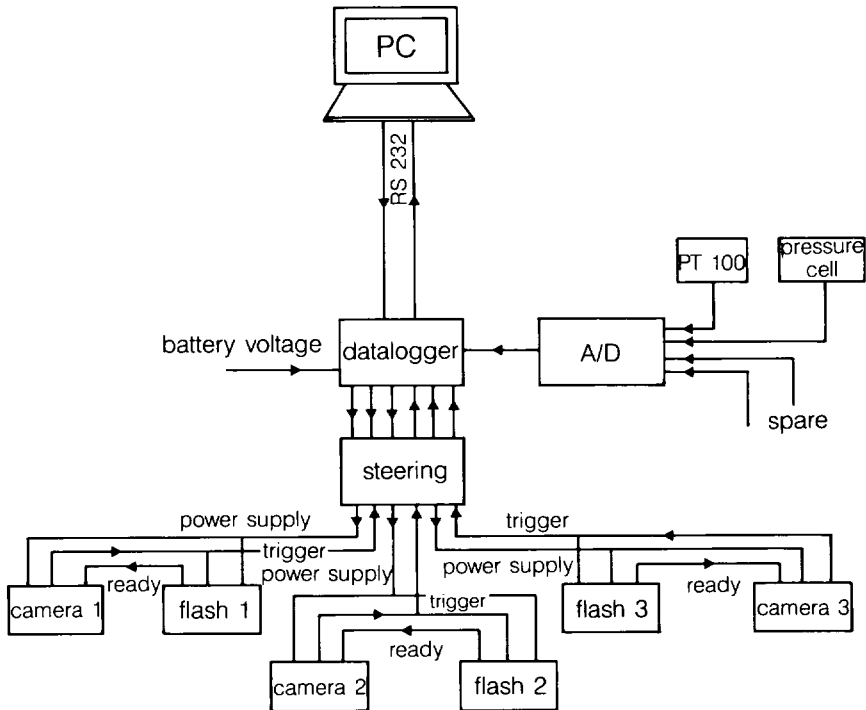 PC
RS 232
PT 100
pressure
cell
battery voltage
datalogger
A/D
spare
steering
power supply
trigger
trigger
power supply
power supply
ready
ready
camera 1
flash 1
trigger
flash 3
camera 3
ready
camera 2
flash 2